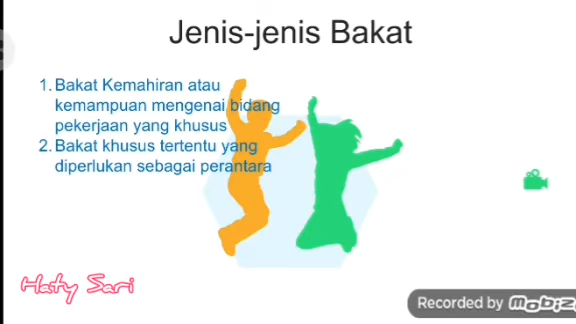 Jenis-jenis Bakat
1. Bakat Kemahiran atau
kemampuan mengenai bidang
pekerjaan yang khusus
2. Bakat khusus tertentu yang
diperlukan sebagai perantara
Haty Sari
Recorded by